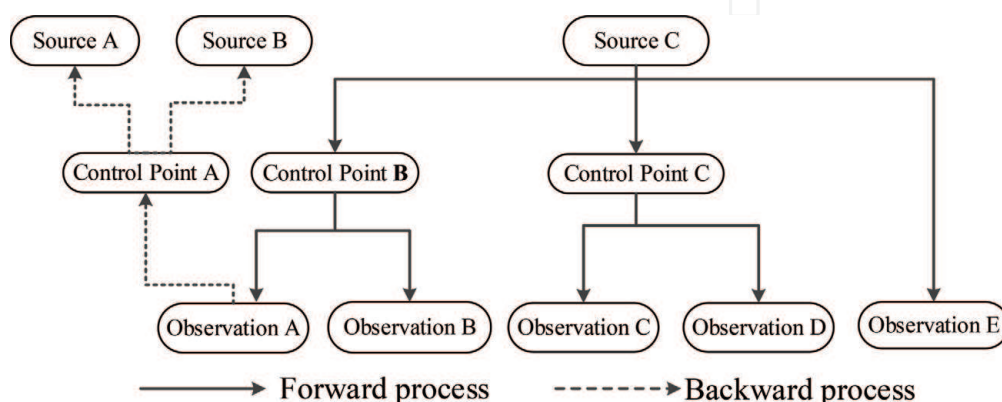 Source A
Source B
Source C
Control Point A
Control Point B
Control Point C
Observation A
Observation B
Observation C
Observation D
Observation E
Forward process
Backward process